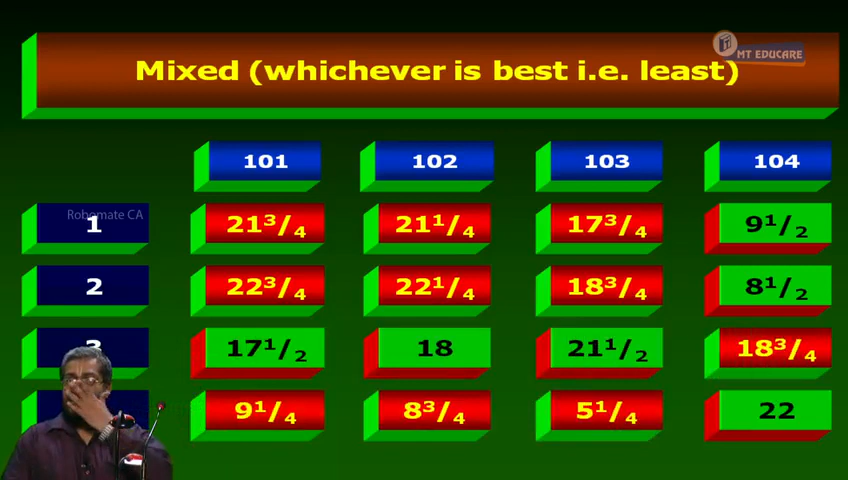 MT EDUCARE
Mixed (whichever is best i.e. least)
101 102 103 104
Robomate CA
1 21³/₄ 21¹/₄ 17³/₄ 9¹/₂
2 22³/₄ 22¹/₄ 18³/₄ 8¹/₂
3 17¹/₂ 18 21¹/₂ 18³/₄
9¹/₄ 8³/₄ 5¹/₄ 22